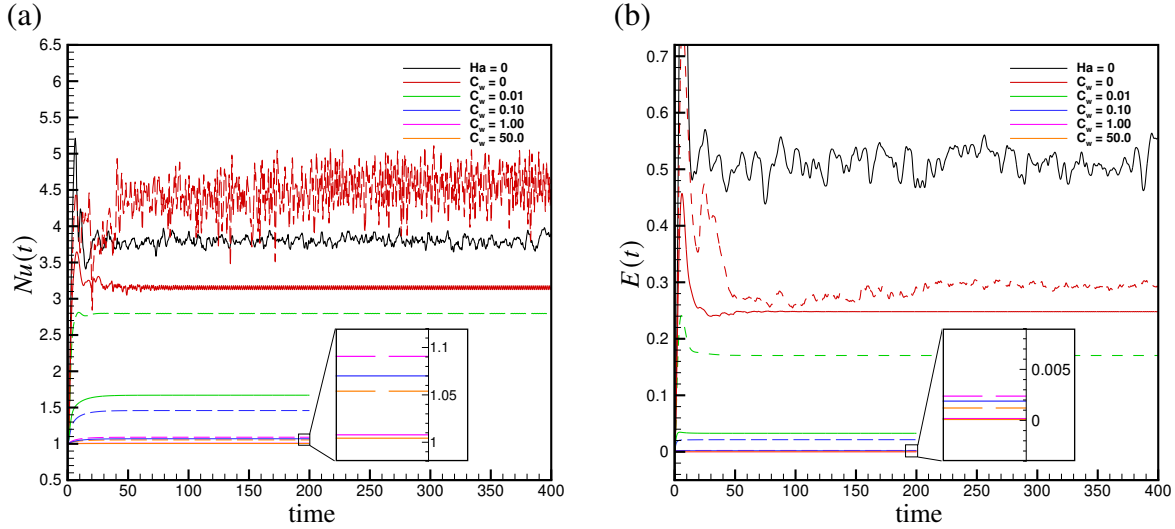 (a)
Nu(t)
6.5
6
5.5
5
4.5
4
3.5
3
2.5
2
1.5
1
0.5
0
50
100
150
200
250
300
350
400
time
Ha = 0
C_w = 0
C_w = 0.01
C_w = 0.10
C_w = 1.00
C_w = 50.0
1.1
1.05
1
(b)
E(t)
0.7
0.6
0.5
0.4
0.3
0.2
0.1
0
0
50
100
150
200
250
300
350
400
time
Ha = 0
C_w = 0
C_w = 0.01
C_w = 0.10
C_w = 1.00
C_w = 50.0
0.005
0